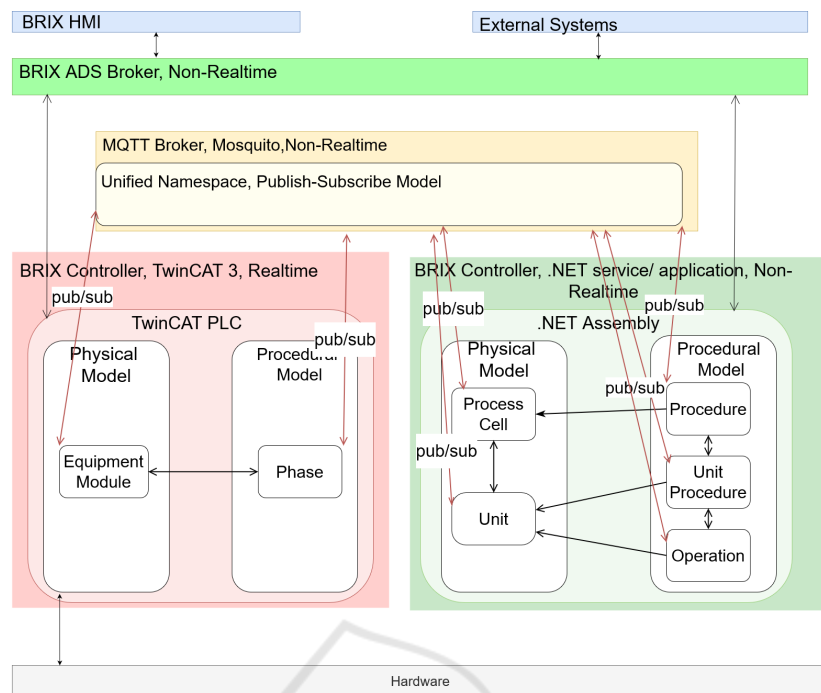 BRIX HMI
External Systems
BRIX ADS Broker, Non-Realtime
MQTT Broker, Mosquito,Non-Realtime
Unified Namespace, Publish-Subscribe Model
BRIX Controller, TwinCAT 3, Realtime
pub/sub
TwinCAT PLC
pub/sub
Physical
Model
Procedural
Model
Equipment
Module
Phase
BRIX Controller, .NET service/ application, Non-
Realtime
pub/sub
pub/sub
.NET Assembly
Physical
Model
Procedural
Model
pub/sub
Process
Cell
Procedure
pub/sub
Unit
Procedure
Unit
Operation
Hardware